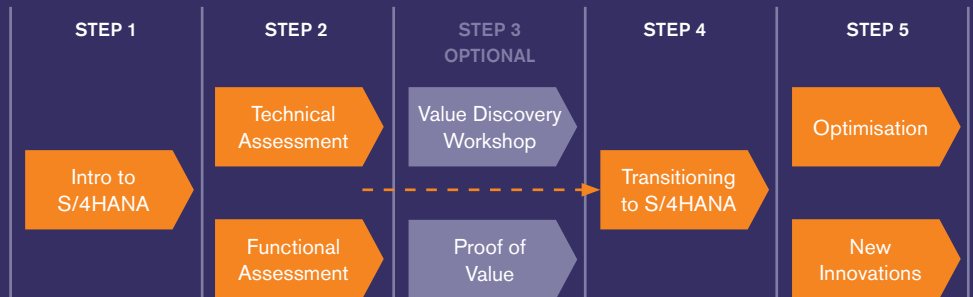 STEP 1
STEP 2
STEP 3
OPTIONAL
STEP 4
STEP 5
Intro to
S/4HANA
Technical
Assessment
Functional
Assessment
Value Discovery
Workshop
Proof of
Value
Transitioning
to S/4HANA
Optimisation
New
Innovations